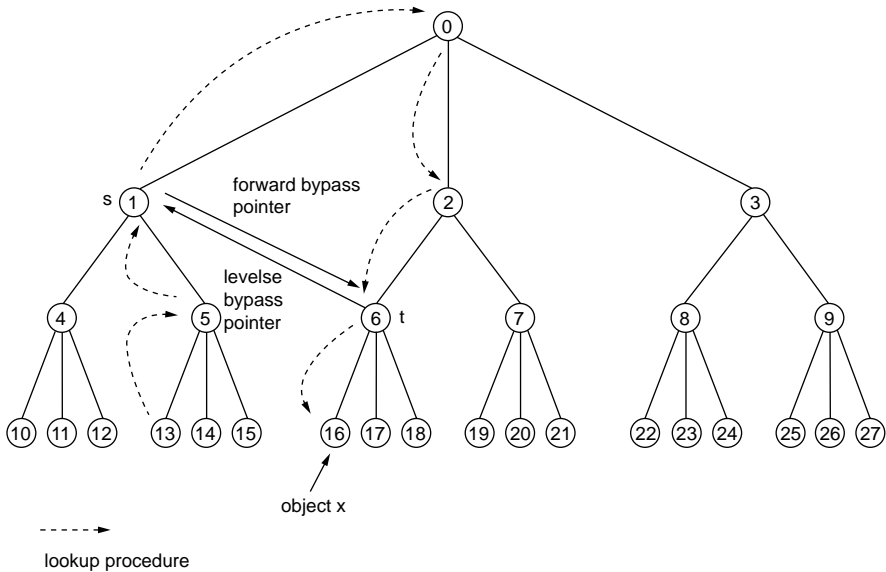 0
s 1 2 3
forward bypass
pointer
levelse
bypass
pointer
4 5 6 t 7 8 9
10 11 12 13 14 15 16 17 18 19 20 21 22 23 24 25 26 27
object x
lookup procedure